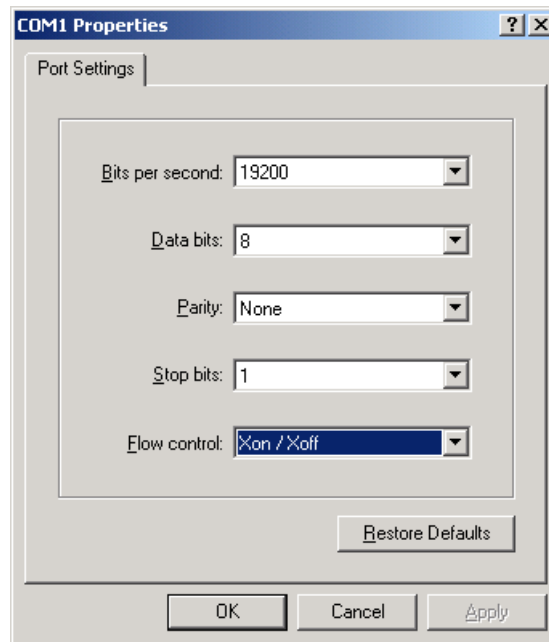 COM1 Properties
Port Settings
Bits per second: 19200
Data bits: 8
Parity: None
Stop bits: 1
Flow control: Xon / Xoff
Restore Defaults
OK Cancel Apply